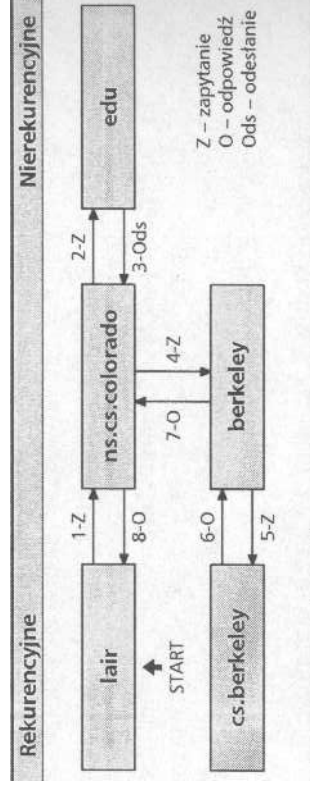 Rekurencyjne Nierekurencyjne
lair
ns.cs.colorado
edu
1-Z
8-O
2-Z
3-Ods
START
4-Z
7-O
cs.berkeley
berkeley
6-O
5-Z
Z – zapytanie
O – odpowiedź
Ods – odesłanie